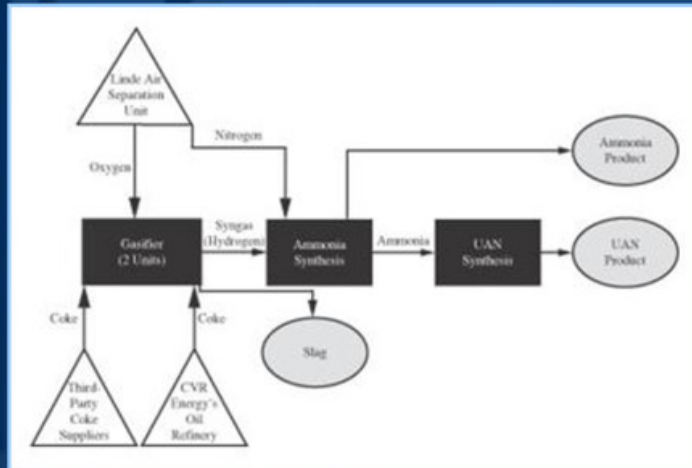 Linde Air
Separation
Unit
Nitrogen
Oxygen
Ammonia
Product
Gasifier
(2 Units)
Syngas
(Hydrogen)
Ammonia
Synthesis
Ammonia
UAN
Synthesis
UAN
Product
Coke
Coke
Slag
Third-
Party
Coke
Suppliers
CVR
Energy's
Oil
Refinery